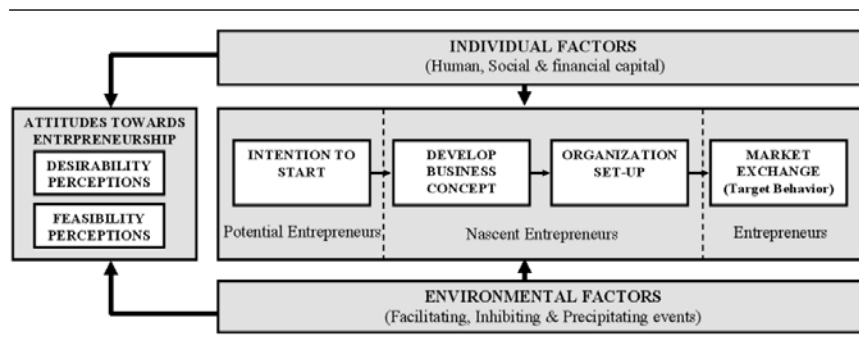 INDIVIDUAL FACTORS
(Human, Social & financial capital)
ATTITUDES TOWARDS
ENTRPRENEURSHIP
DESIRABILITY
PERCEPTIONS
FEASIBILITY
PERCEPTIONS
INTENTION TO
START
DEVELOP
BUSINESS
CONCEPT
ORGANIZATION
SET-UP
MARKET
EXCHANGE
(Target Behavior)
Potential Entrepreneurs
Nascent Entrepreneurs
Entrepreneurs
ENVIRONMENTAL FACTORS
(Facilitating, Inhibiting & Precipitating events)